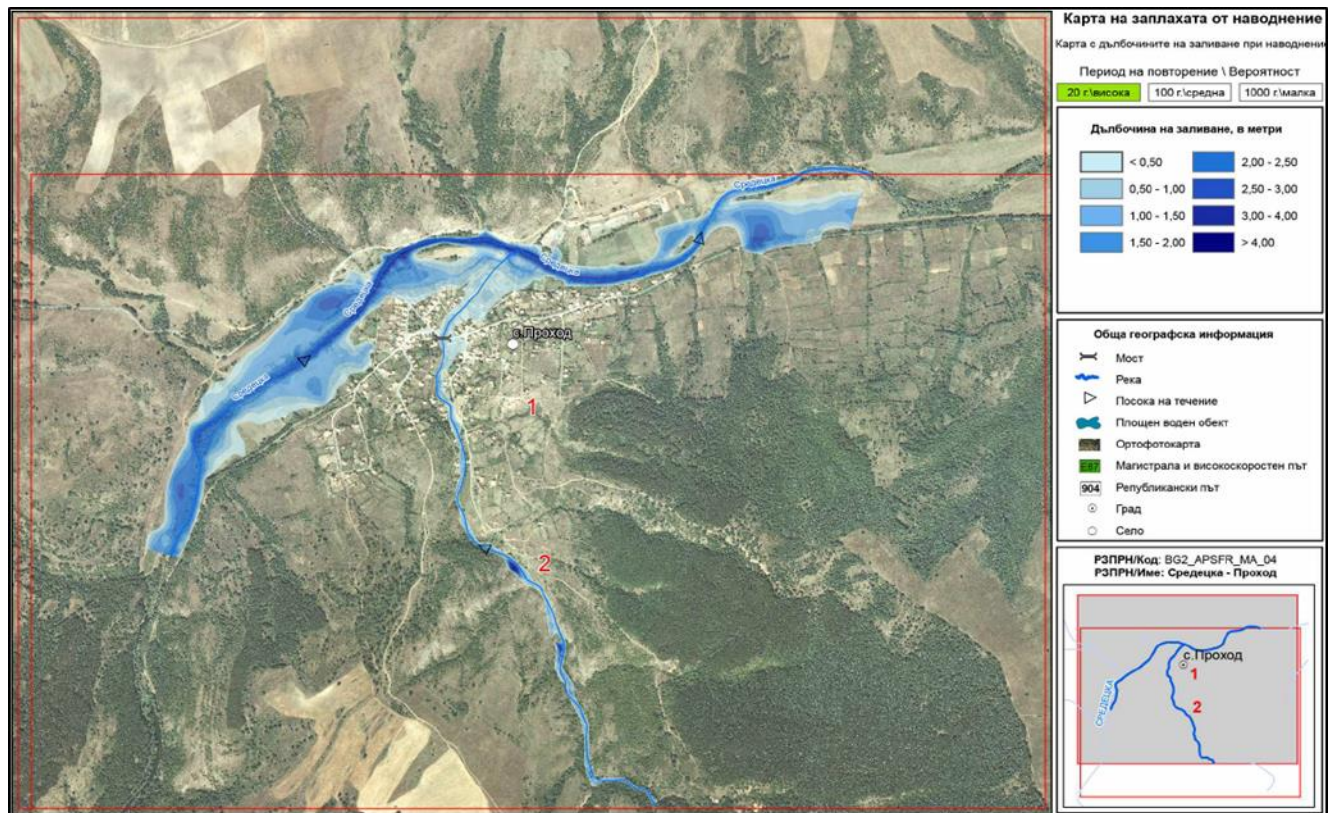 Карта на заплахата от наводнение
Карта с дълбочините на заливане при наводнени
Период на повторение \ Вероятност
20 г.\висока 100 г.\средна 1000 г.\малка
Дълбочина на заливане, в метри
< 0,50 2,00 - 2,50
0,50 - 1,00 2,50 - 3,00
1,00 - 1,50 3,00 - 4,00
1,50 - 2,00 > 4,00
Обща географска информация
Мост
Река
Посока на течение
Площен воден обект
Ортофотокарта
E87 Магистрала и високоскоростен път
904 Републикански път
Град
Село
РЗПРН/Код: BG2_APSFR_MA_04
РЗПРН/Име: Средецка - Проход
с.Проход
1
2
СРЕДЕЦКА
Средецка
Средецка
Средецка
Средецка
с.Проход
1
2